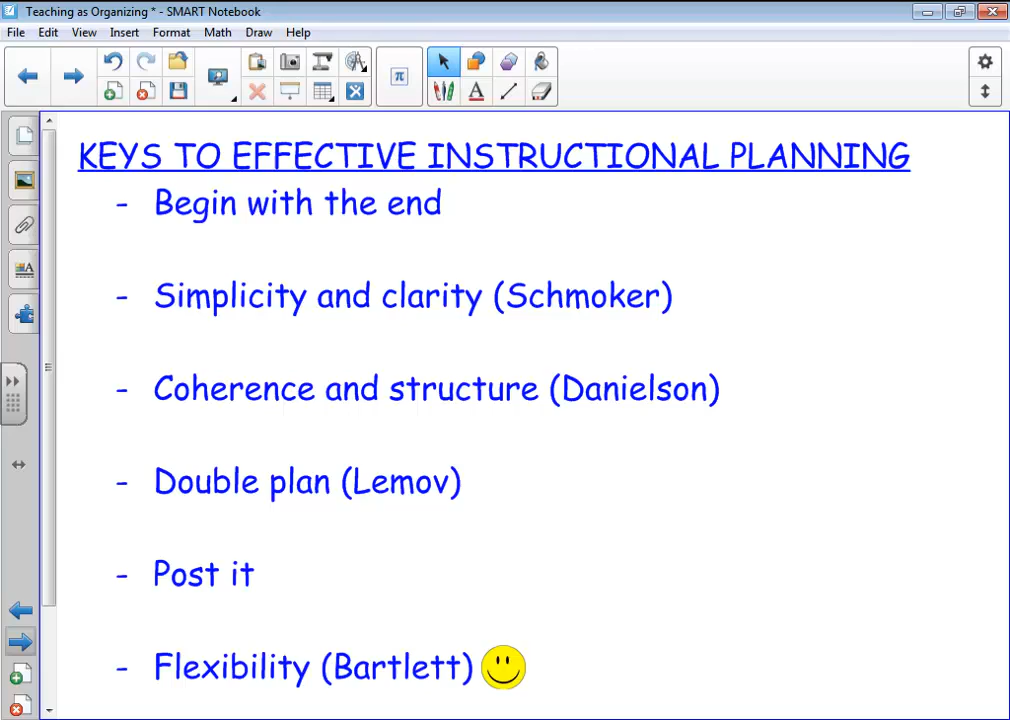 Teaching as Organizing * - SMART Notebook
File Edit View Insert Format Math Draw Help
π
A
KEYS TO EFFECTIVE INSTRUCTIONAL PLANNING
- Begin with the end
- Simplicity and clarity (Schmoker)
- Coherence and structure (Danielson)
- Double plan (Lemov)
- Post it
- Flexibility (Bartlett)